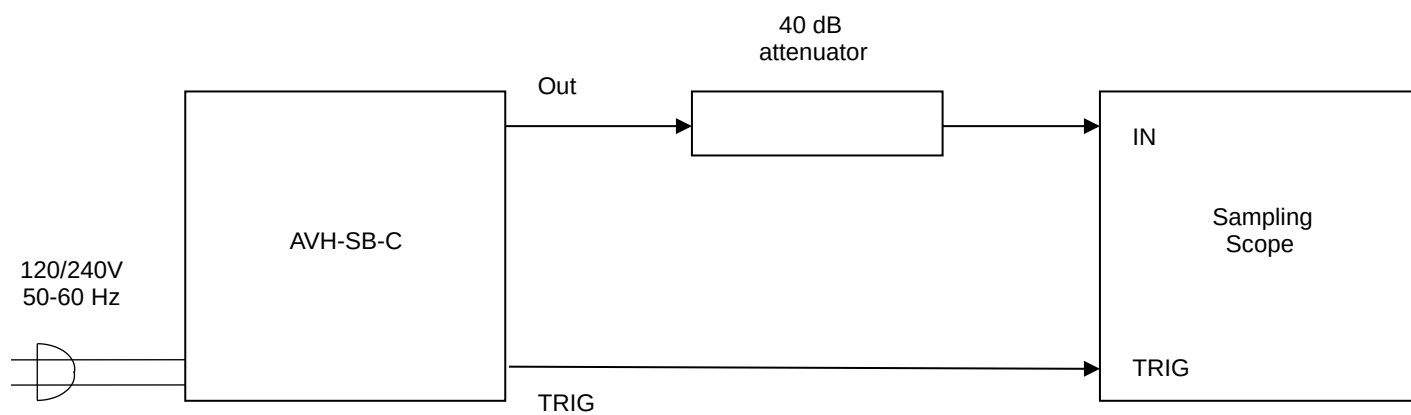 40 dB
attenuator
Out
IN
AVH-SB-C
Sampling
Scope
120/240V
50-60 Hz
TRIG
TRIG